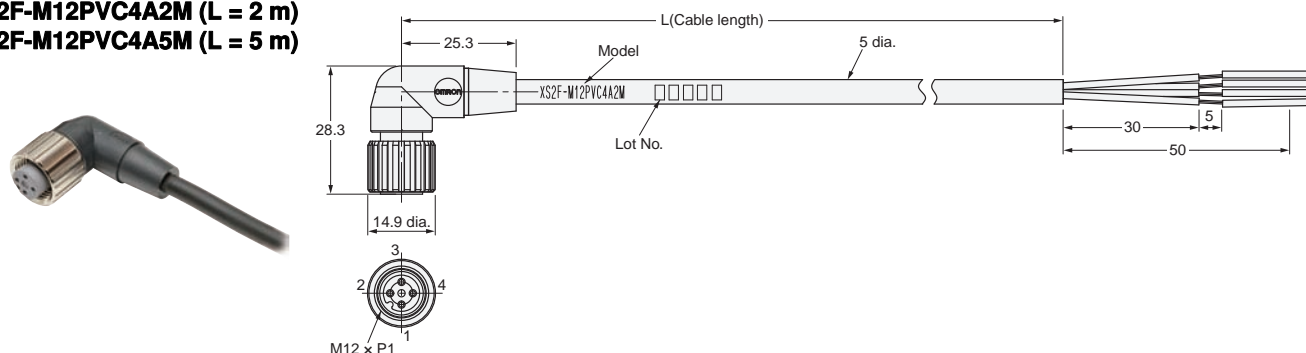 2F-M12PVC4A2M (L = 2 m)
2F-M12PVC4A5M (L = 5 m)
L(Cable length)
25.3
Model
5 dia.
OMRON
XS2F-M12PVC4A2M
Lot No.
28.3
30
5
50
14.9 dia.
3
2
4
1
M12 × P1